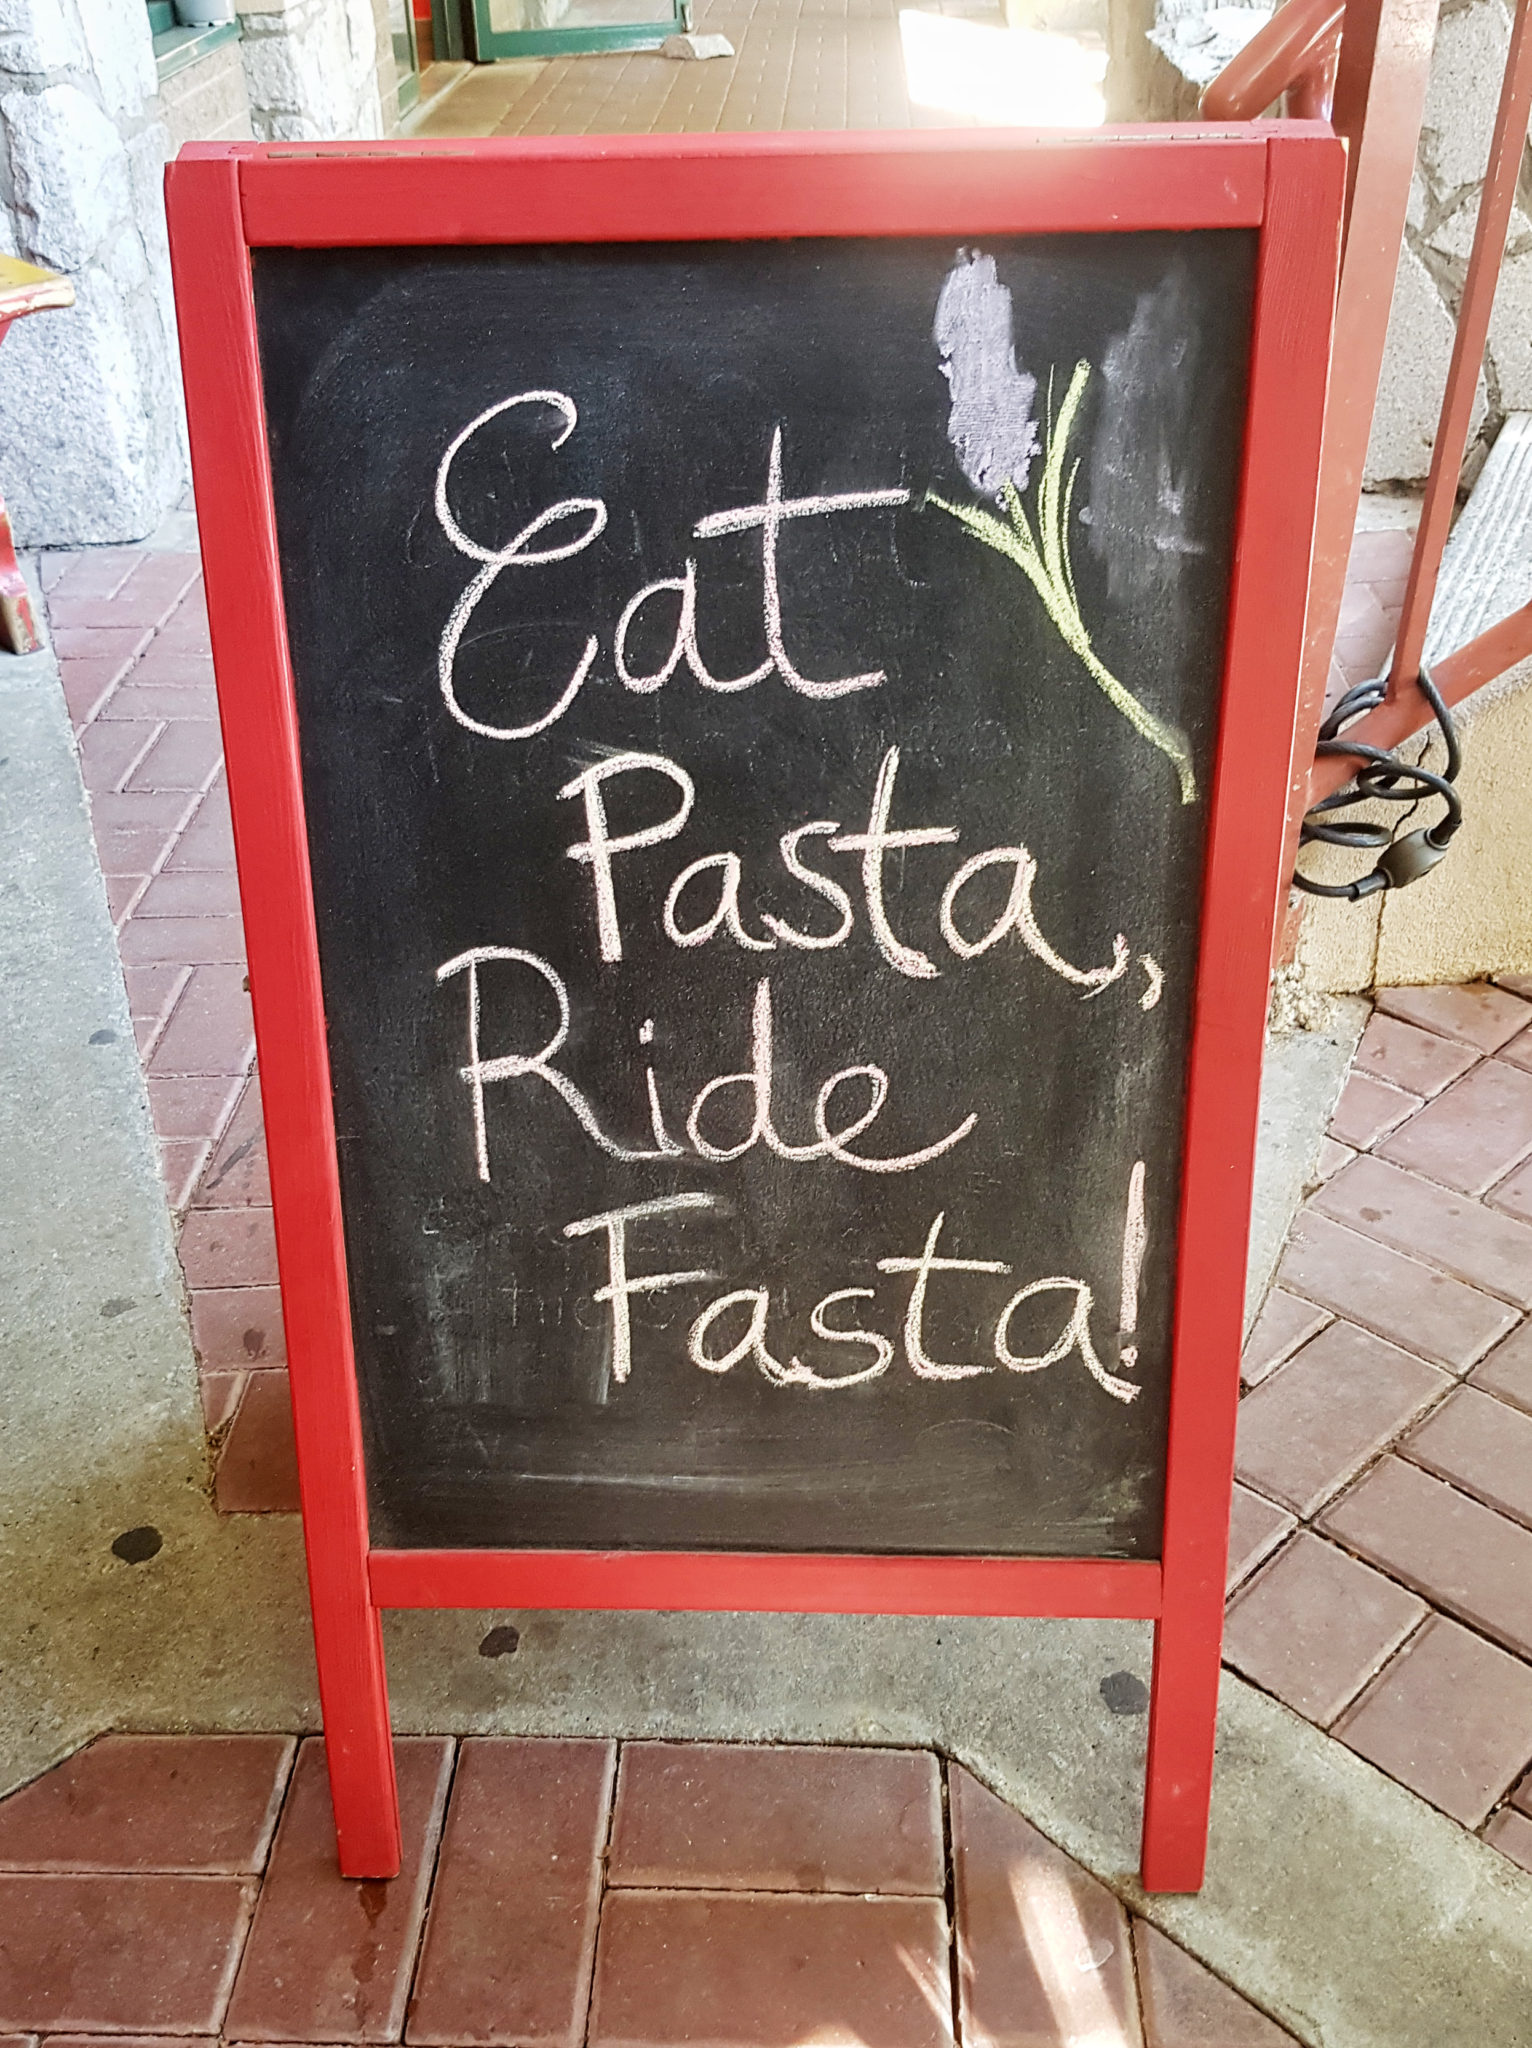 Eat
Pasta,
Ride
Fasta!